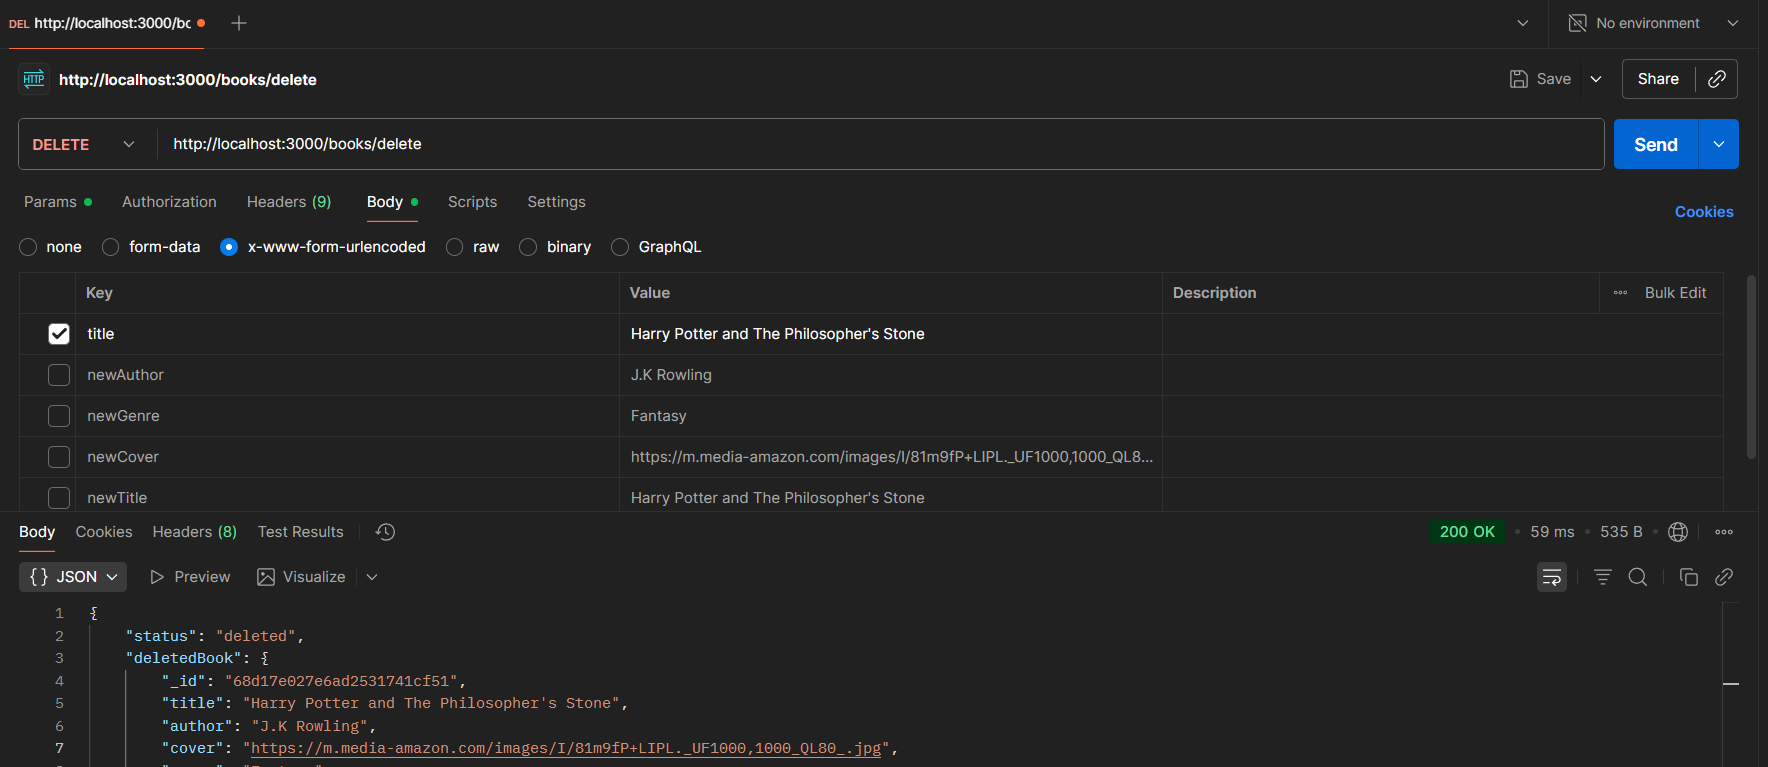 DEL http://localhost:3000/bc
No environment
HTTP http://localhost:3000/books/delete
Save
Share
DELETE http://localhost:3000/books/delete
Send
Params Authorization Headers (9) Body Scripts Settings
Cookies
none form-data x-www-form-urlencoded raw binary GraphQL
Key Value Description Bulk Edit
title Harry Potter and The Philosopher's Stone
newAuthor J.K Rowling
newGenre Fantasy
newCover https://m.media-amazon.com/images/I/81m9fP+LIPL._UF1000,1000_QL8...
newTitle Harry Potter and The Philosopher's Stone
Body Cookies Headers (8) Test Results 200 OK • 59 ms • 535 B •
{} JSON Preview Visualize
1 {
2 "status": "deleted",
3 "deletedBook": {
4 "_id": "68d17e027e6ad2531741cf51",
5 "title": "Harry Potter and The Philosopher's Stone",
6 "author": "J.K Rowling",
7 "cover": "https://m.media-amazon.com/images/I/81m9fP+LIPL._UF1000,1000_QL80_.jpg",